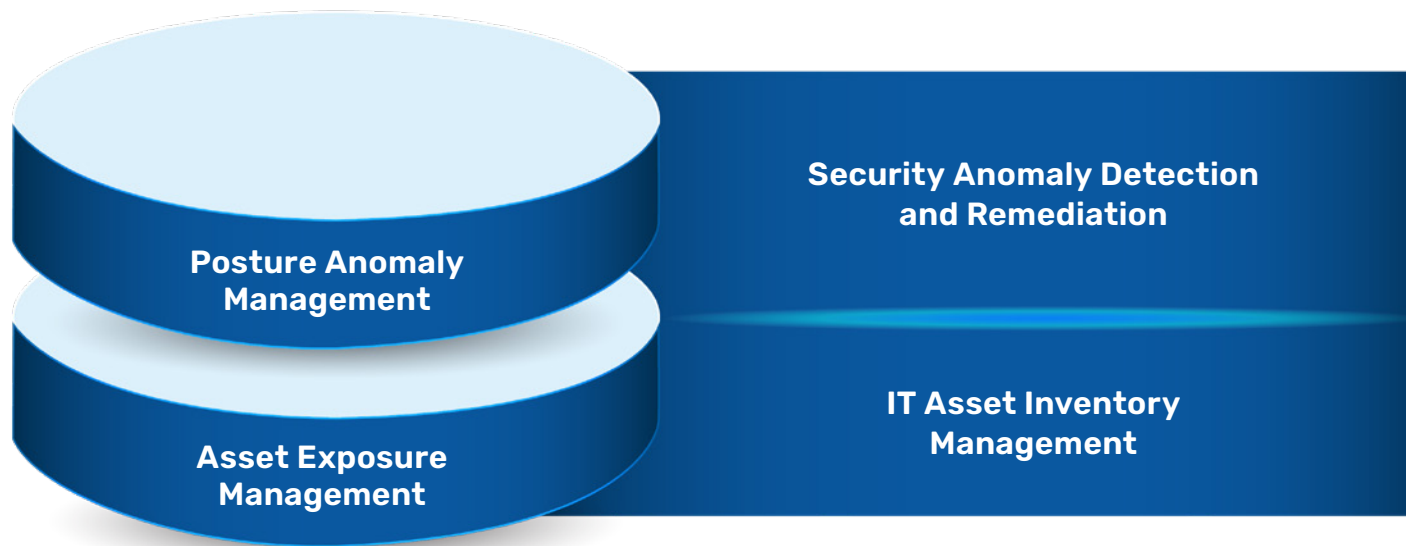 Posture Anomaly
Management
Security Anomaly Detection
and Remediation
Asset Exposure
Management
IT Asset Inventory
Management